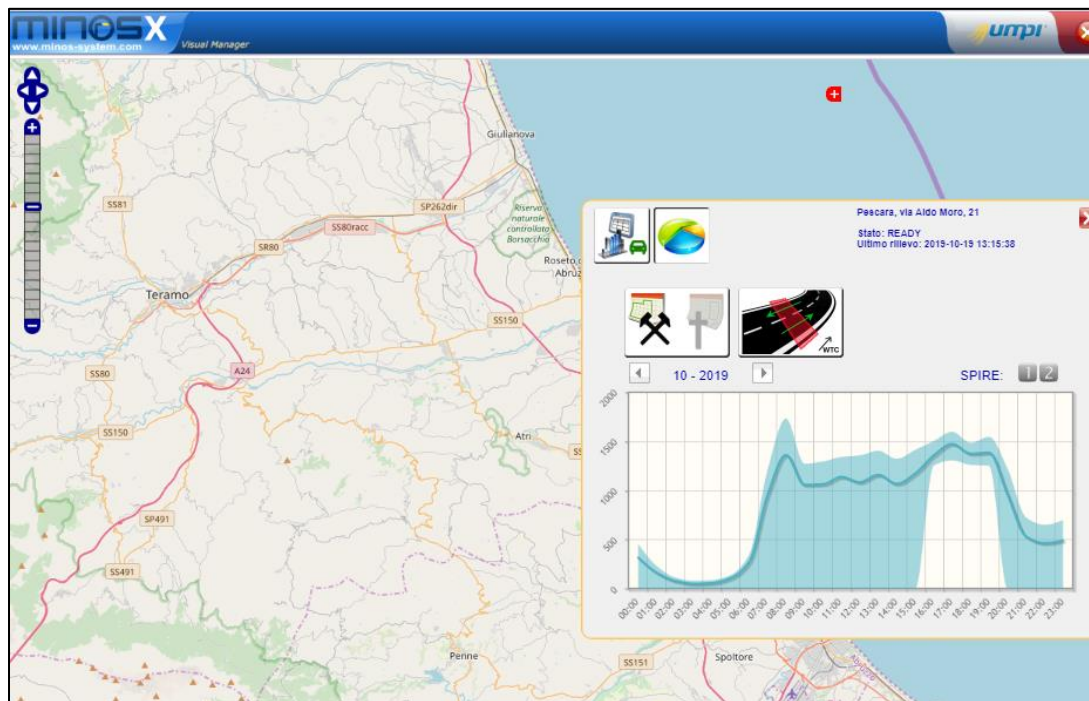 MINOSX
www.minos-system.com
Visual Manager
umpi
Giulianova
SS81
SP262dir
Riserva
naturale
controllata
Borsacchio
SS80racc
SR80
Roseto d
Abruz
Teramo
SS150
A24
SS80
SS150
Atri
SS
SP491
SS491
Penne
SS151
Spoltore
Abruzzo
Pescara, via Aldo Moro, 21
Stato: READY
Ultimo rilievo: 2019-10-19 13:15:38
WTC
10 - 2019
SPIRE: 1 2
2000
1500
1000
500
0
00:00 01:00 02:00 03:00 04:00 05:00 06:00 07:00 08:00 09:00 10:00 11:00 12:00 13:00 14:00 15:00 16:00 17:00 18:00 19:00 20:00 21:00 22:00 23:00